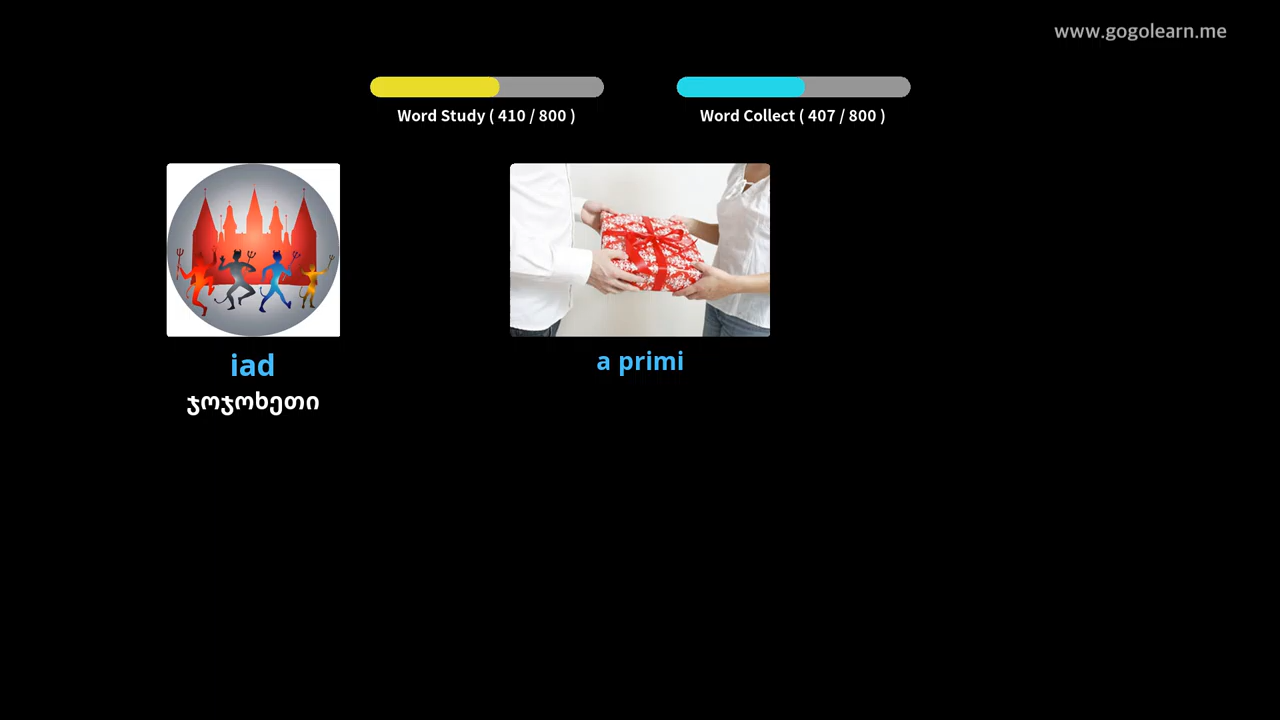 www.gogolearn.me
Word Study ( 410 / 800 )
Word Collect ( 407 / 800 )
iad
ჯოჯოხეთი
a primi